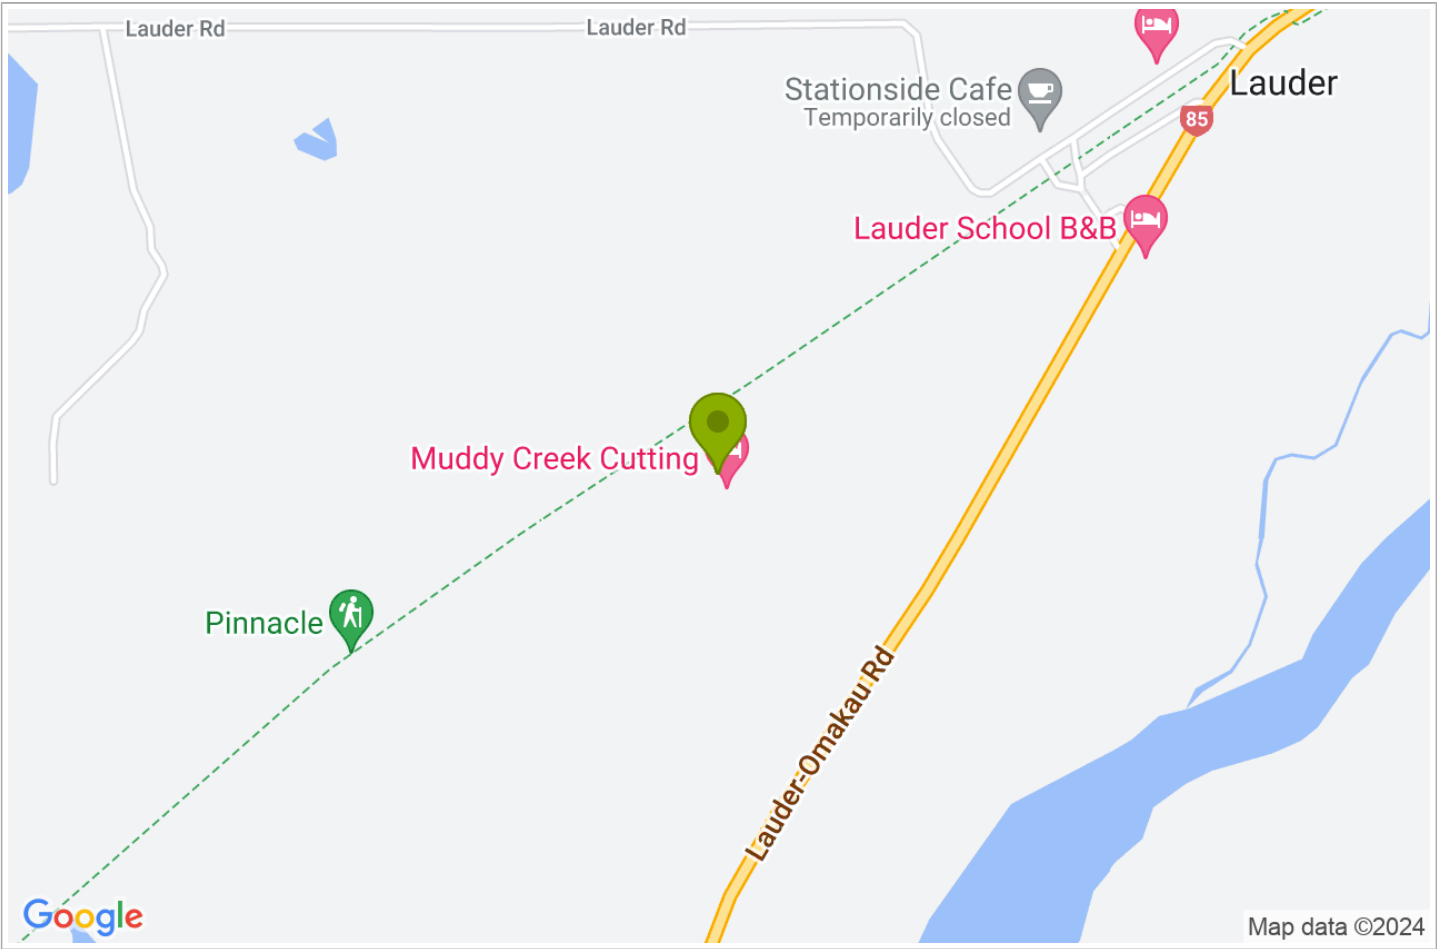 Lauder Rd
Lauder Rd
Stationside Cafe
Temporarily closed
Lauder
85
Lauder School B&B
Muddy Creek Cutting
Pinnacle
Lauder-Omakau Rd
Google
Map data ©2024